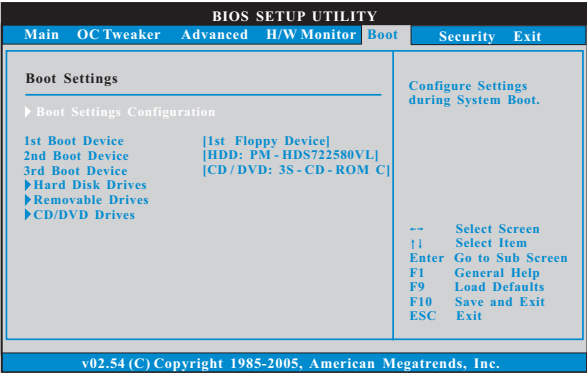 BIOS SETUP UTILITY
Main OC Tweaker Advanced H/W Monitor Boot Security Exit
Boot Settings
Boot Settings Configuration
1st Boot Device [1st Floppy Device]
2nd Boot Device [HDD: PM-HDS722580VL]
3rd Boot Device [CD/DVD: 3S-CD-ROM C]
Hard Disk Drives
Removable Drives
CD/DVD Drives
Configure Settings
during System Boot.
←→ Select Screen
↑↓ Select Item
Enter Go to Sub Screen
F1 General Help
F9 Load Defaults
F10 Save and Exit
ESC Exit
v02.54 (C) Copyright 1985-2005, American Megatrends, Inc.